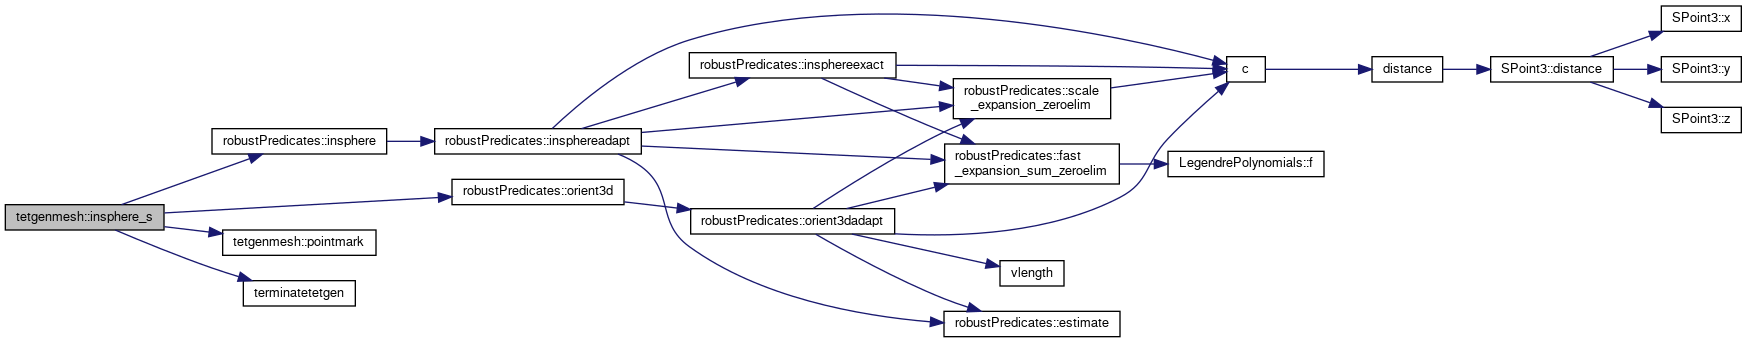 tetgenmesh::insphere_s
robustPredicates::insphere
robustPredicates::orient3d
tetgenmesh::pointmark
terminatetetgen
robustPredicates::insphereadapt
robustPredicates::insphereexact
robustPredicates::orient3dadapt
robustPredicates::scale
_expansion_zeroelim
robustPredicates::fast
_expansion_sum_zeroelim
vlength
robustPredicates::estimate
c
LegendrePolynomials::f
distance
SPoint3::distance
SPoint3::x
SPoint3::y
SPoint3::z